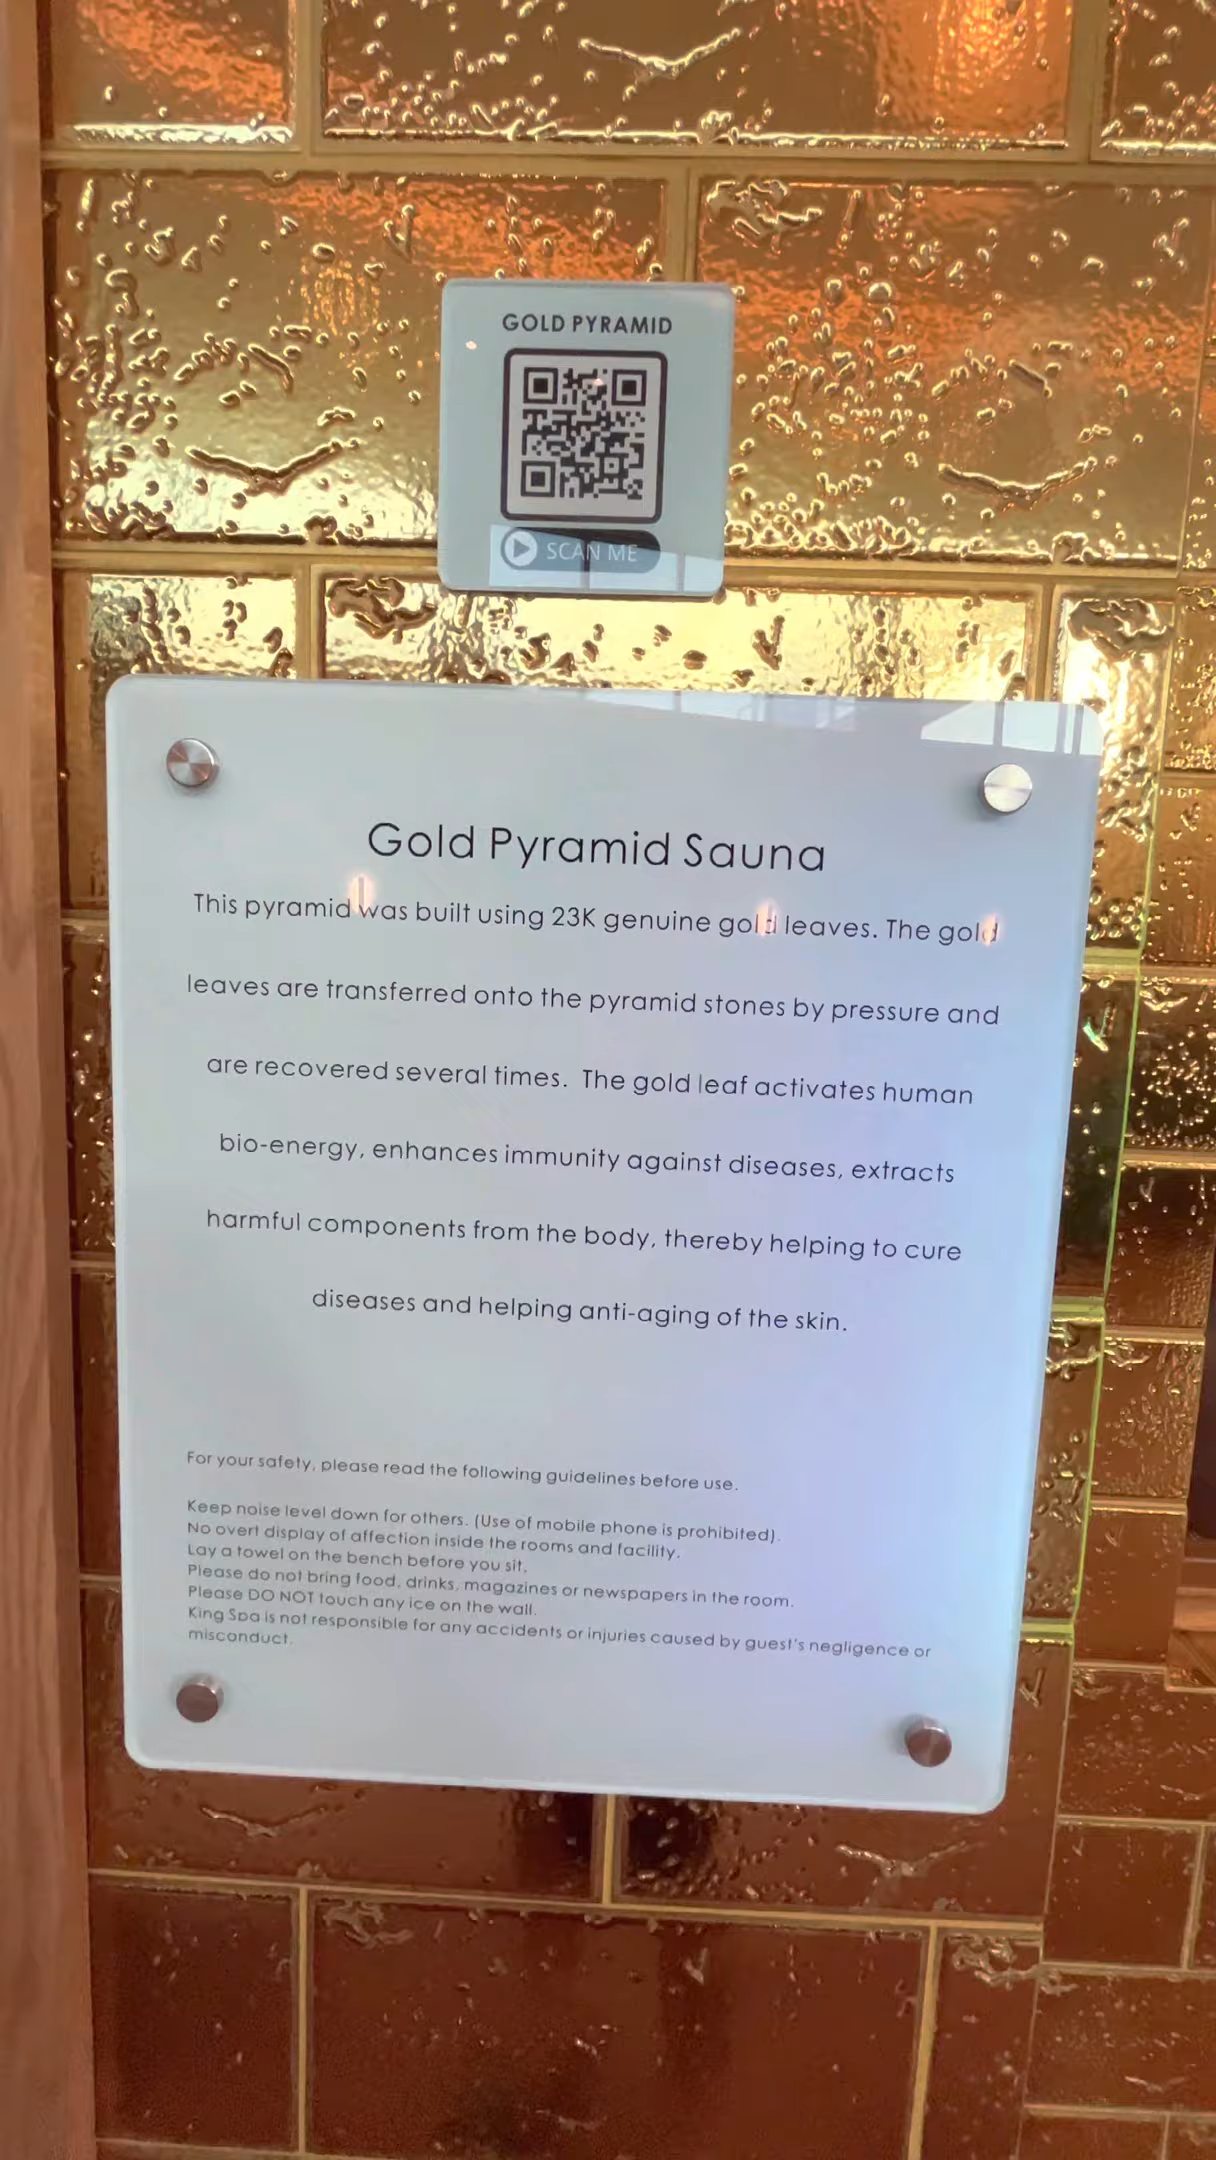 GOLD PYRAMID
SCAN ME
Gold Pyramid Sauna
This pyramid was built using 23K genuine gold leaves. The gold
leaves are transferred onto the pyramid stones by pressure and
are recovered several times. The gold leaf activates human
bio-energy, enhances immunity against diseases, extracts
harmful components from the body, thereby helping to cure
diseases and helping anti-aging of the skin.
For your safety, please read the following guidelines before use.
Keep noise level down for others. (Use of mobile phone is prohibited).
No overt display of affection inside the rooms and facility.
Lay a towel on the bench before you sit.
Please do not bring food, drinks, magazines or newspapers in the room.
Please DO NOT touch any ice on the wall.
King Spa is not responsible for any accidents or injuries caused by guest's negligence or
misconduct.